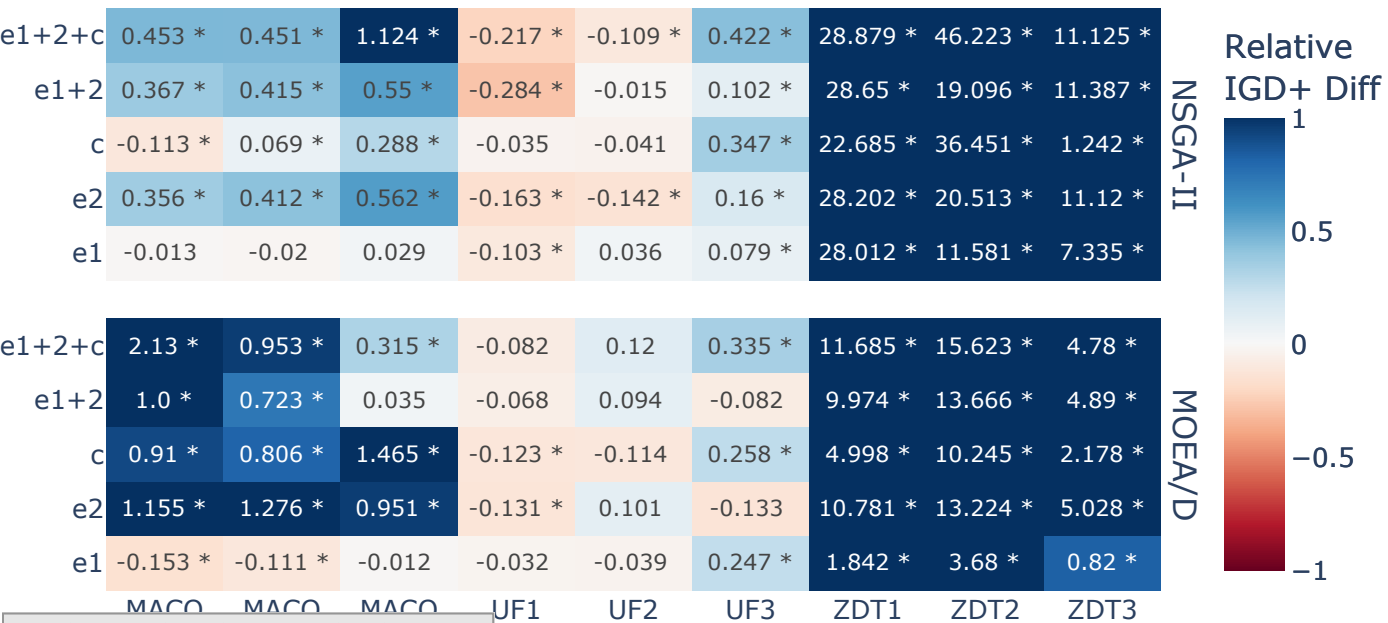 e1+2+c 0.453 * 0.451 * 1.124 * -0.217 * -0.109 * 0.422 * 28.879 * 46.223 * 11.125 *
e1+2 0.367 * 0.415 * 0.55 * -0.284 * -0.015 0.102 * 28.65 * 19.096 * 11.387 *
c -0.113 * 0.069 * 0.288 * -0.035 -0.041 0.347 * 22.685 * 36.451 * 1.242 *
e2 0.356 * 0.412 * 0.562 * -0.163 * -0.142 * 0.16 * 28.202 * 20.513 * 11.12 *
e1 -0.013 -0.02 0.029 -0.103 * 0.036 0.079 * 28.012 * 11.581 * 7.335 *
NSGA-II
e1+2+c 2.13 * 0.953 * 0.315 * -0.082 0.12 0.335 * 11.685 * 15.623 * 4.78 *
e1+2 1.0 * 0.723 * 0.035 -0.068 0.094 -0.082 9.974 * 13.666 * 4.89 *
c 0.91 * 0.806 * 1.465 * -0.123 * -0.114 0.258 * 4.998 * 10.245 * 2.178 *
e2 1.155 * 1.276 * 0.951 * -0.131 * 0.101 -0.133 10.781 * 13.224 * 5.028 *
e1 -0.153 * -0.111 * -0.012 -0.032 -0.039 0.247 * 1.842 * 3.68 * 0.82 *
MOEA/D
UF1 UF2 UF3 ZDT1 ZDT2 ZDT3
Relative
IGD+ Diff
1
0.5
0
−0.5
−1